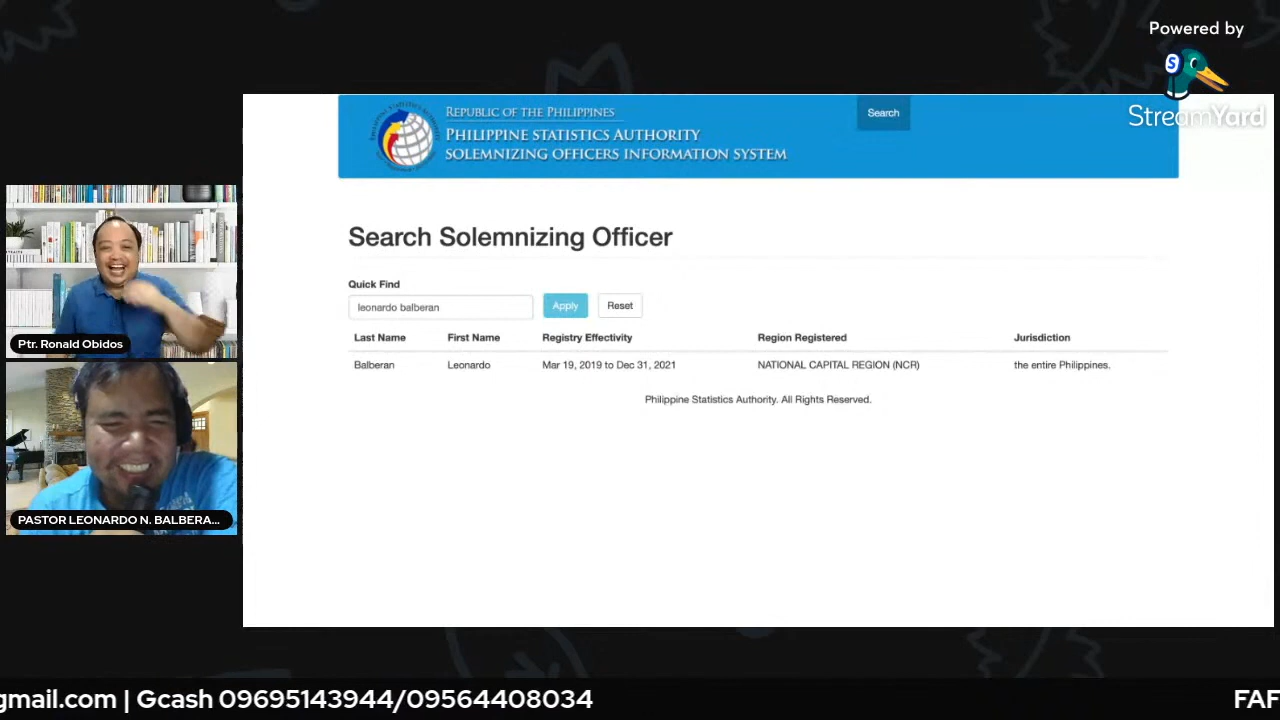 Powered by
StreamYard
REPUBLIC OF THE PHILIPPINES
PHILIPPINE STATISTICS AUTHORITY
SOLEMNIZING OFFICERS INFORMATION SYSTEM
Search
Search Solemnizing Officer
Quick Find
leonardo balberan
Apply
Reset
Last Name First Name Registry Effectivity Region Registered Jurisdiction
Balberan Leonardo Mar 19, 2019 to Dec 31, 2021 NATIONAL CAPITAL REGION (NCR) the entire Philippines.
Philippine Statistics Authority. All Rights Reserved.
Ptr. Ronald Obidos
PASTOR LEONARDO N. BALBERA...
gmail.com | Gcash 09695143944/09564408034 FAF